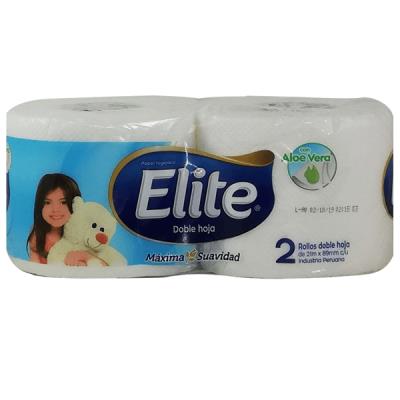 Papel higiénico
Elite®
Doble hoja
Máxima Suavidad
con
Aloe Vera
2 Rollos doble hoja
de 21m x 89mm c/u
Industria Peruana